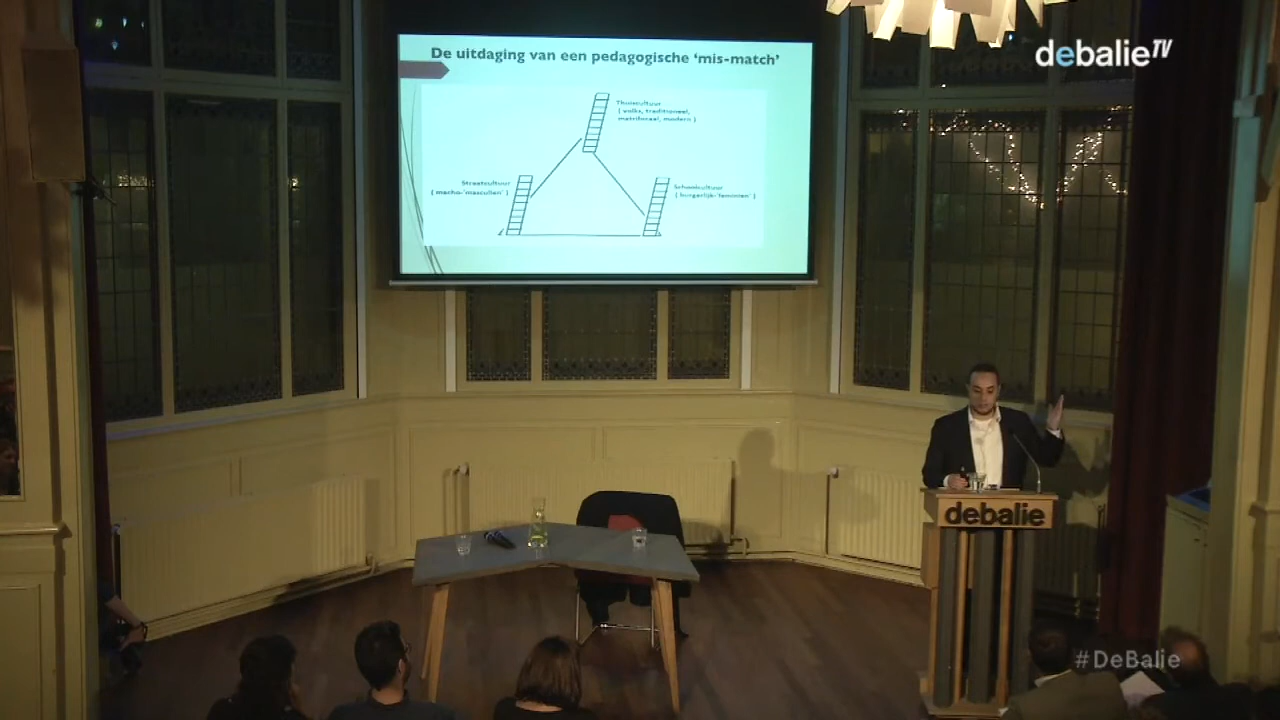 debalieTV
De uitdaging van een pedagogische ‘mis-match’
Thuiscultuur
( volks, traditioneel,
matrifocaal, modern )
Straatcultuur
( macho-‘masculien’ )
Schoolcultuur
( burgerlijk-‘feminien’ )
debalie
#DeBalie